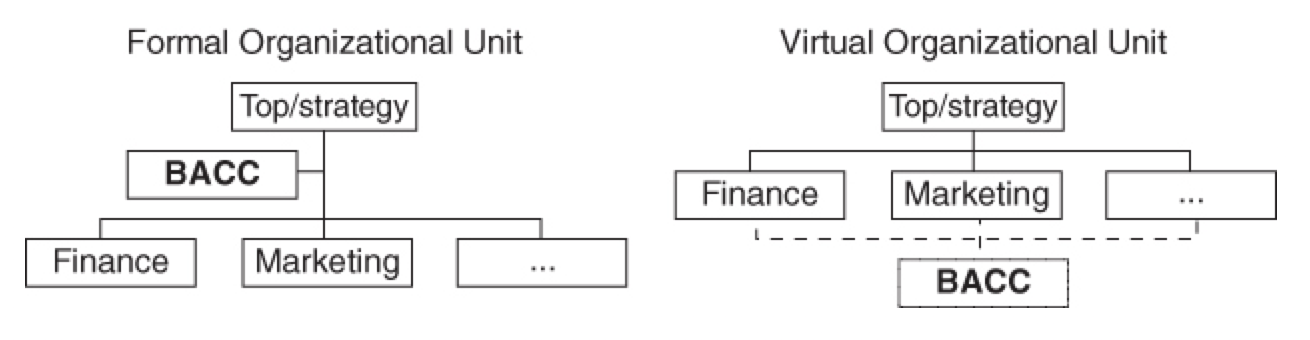 Formal Organizational Unit
Top/strategy
BACC
Finance
Marketing
...
Virtual Organizational Unit
Top/strategy
Finance
Marketing
...
BACC